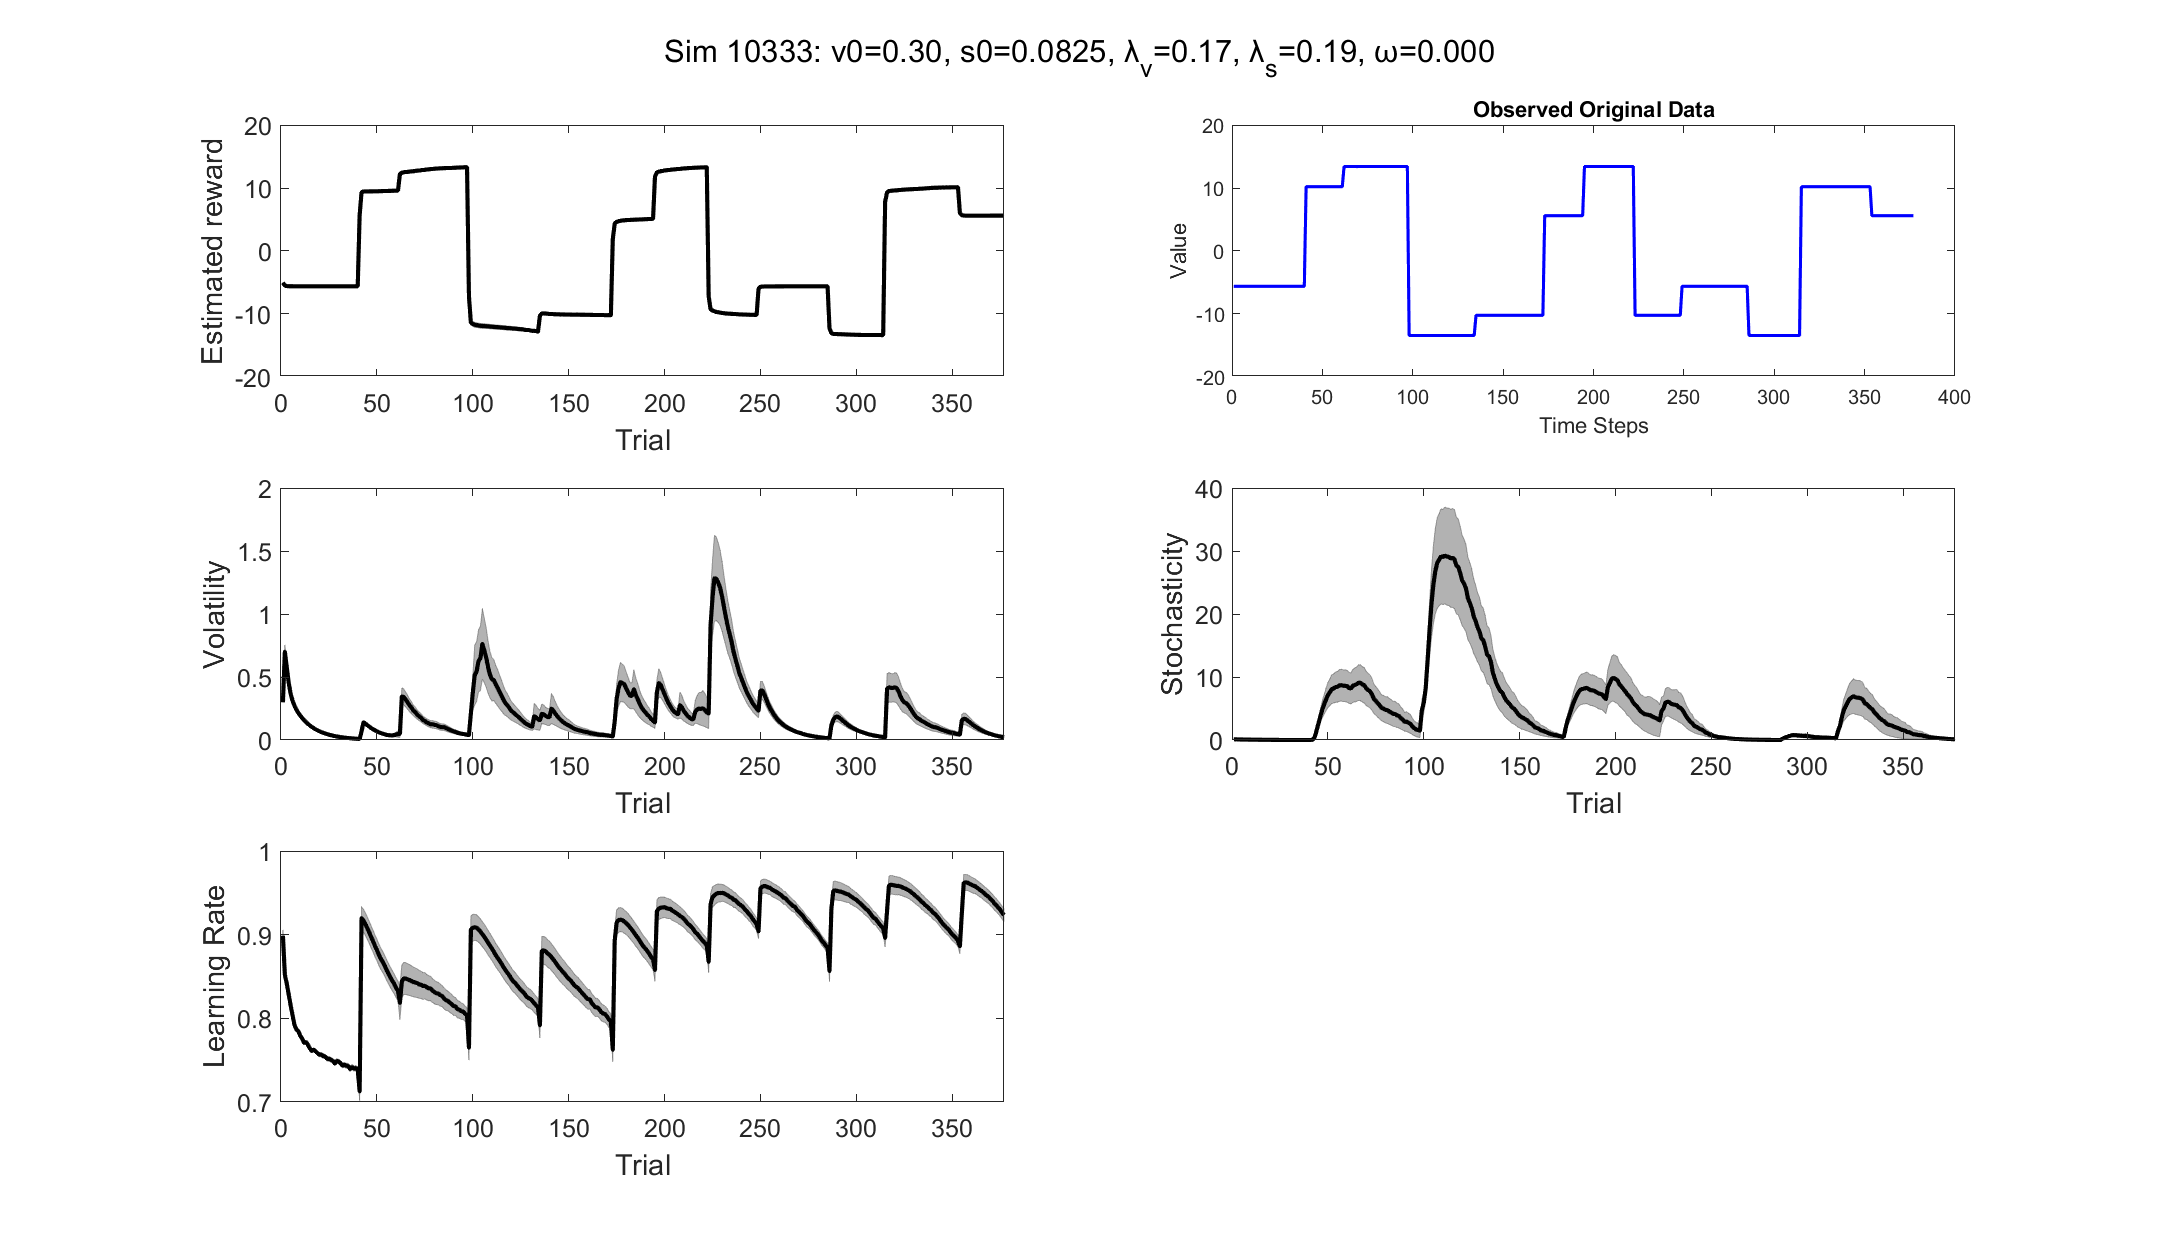 Sim 10333: v0=0.30, s0=0.0825, λv=0.17, λs=0.19, ω=0.000
Estimated reward
20
10
0
-10
-20
0 50 100 150 200 250 300 350
Trial
Observed Original Data
Value
20
10
0
-10
-20
0 50 100 150 200 250 300 350 400
Time Steps
Volatility
2
1.5
1
0.5
0
0 50 100 150 200 250 300 350
Trial
Stochasticity
40
30
20
10
0
0 50 100 150 200 250 300 350
Trial
Learning Rate
1
0.9
0.8
0.7
0 50 100 150 200 250 300 350
Trial